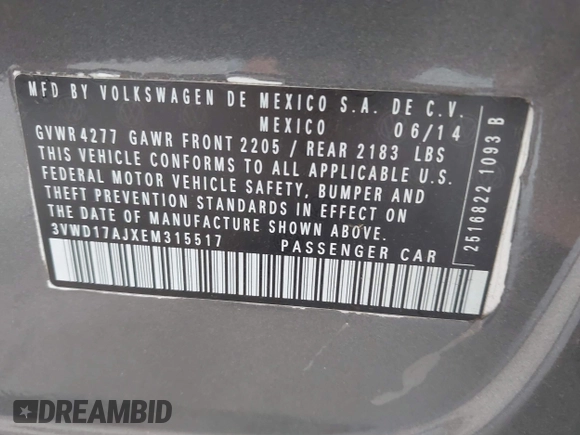 MFD BY VOLKSWAGEN DE MEXICO S.A. DE C.V.
MEXICO 06/14
GVWR 4277 GAWR FRONT 2205 / REAR 2183 LBS
THIS VEHICLE CONFORMS TO ALL APPLICABLE U.S.
FEDERAL MOTOR VEHICLE SAFETY, BUMPER AND
THEFT PREVENTION STANDARDS IN EFFECT ON
THE DATE OF MANUFACTURE SHOWN ABOVE.
3VWD17AJXEM315517 PASSENGER CAR
2516822 1093 B
DREAMBID